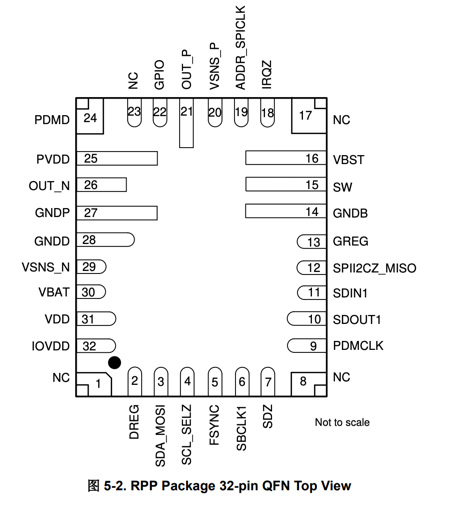 NC
GPIO
OUT_P
VSNS_P
ADDR_SPICLK
IRQZ
23
22
21
20
19
18
PDMD 24
17 NC
PVDD 25
16 VBST
OUT_N 26
15 SW
GNDP 27
14 GNDB
GNDD 28
13 GREG
VSNS_N 29
12 SPII2CZ_MISO
VBAT 30
11 SDIN1
VDD 31
10 SDOUT1
IOVDD 32
9 PDMCLK
NC 1
8 NC
2
3
4
5
6
7
DREG
SDA_MOSI
SCL_SELZ
FSYNC
SBCLK1
SDZ
Not to scale
图 5-2. RPP Package 32-pin QFN Top View